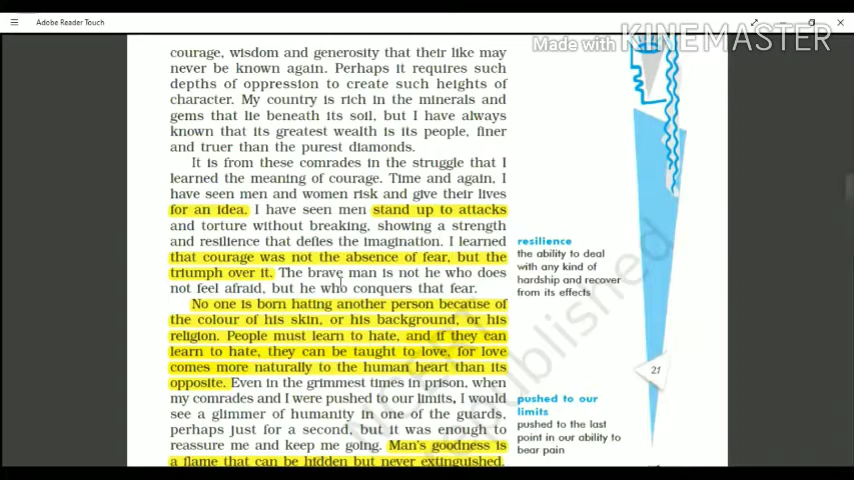 Adobe Reader Touch
Made with KINEMASTER
courage, wisdom and generosity that their like may
never be known again. Perhaps it requires such
depths of oppression to create such heights of
character. My country is rich in the minerals and
gems that lie beneath its soil, but I have always
known that its greatest wealth is its people, finer
and truer than the purest diamonds.
It is from these comrades in the struggle that I
learned the meaning of courage. Time and again, I
have seen men and women risk and give their lives
for an idea. I have seen men stand up to attacks
and torture without breaking, showing a strength
and resilience that defies the imagination. I learned
that courage was not the absence of fear, but the
triumph over it. The brave man is not he who does
not feel afraid, but he who conquers that fear.
No one is born hating another person because of
the colour of his skin, or his background, or his
religion. People must learn to hate, and if they can
learn to hate, they can be taught to love, for love
comes more naturally to the human heart than its
opposite. Even in the grimmest times in prison, when
my comrades and I were pushed to our limits, I would
see a glimmer of humanity in one of the guards,
perhaps just for a second, but it was enough to
reassure me and keep me going. Man's goodness is
a flame that can be hidden but never extinguished.
resilience
the ability to deal
with any kind of
hardship and recover
from its effects
21
pushed to our
limits
pushed to the last
point in our ability to
bear pain